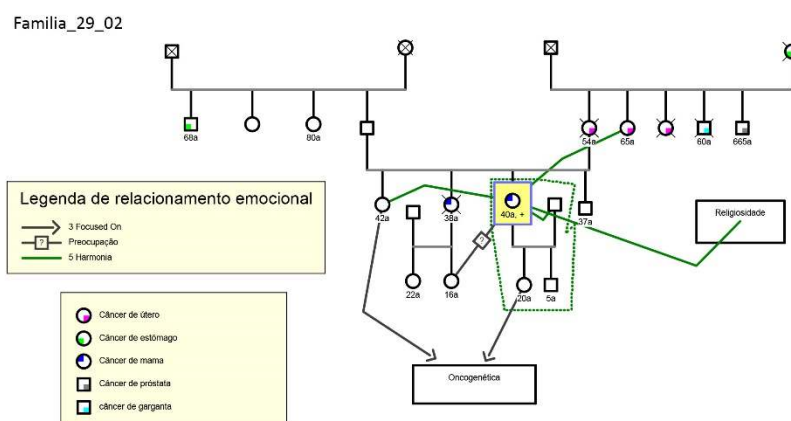 Familia_29_02
68a
80a
54a
65a
60a
665a
Legenda de relacionamento emocional
3 Focused On
? Preocupação
5 Harmonia
42a
38a
40a, +
37a
Religiosidade
?
22a
16a
20a
5a
Câncer de útero
Câncer de estômago
Câncer de mama
Câncer de próstata
câncer de garganta
Oncogenética